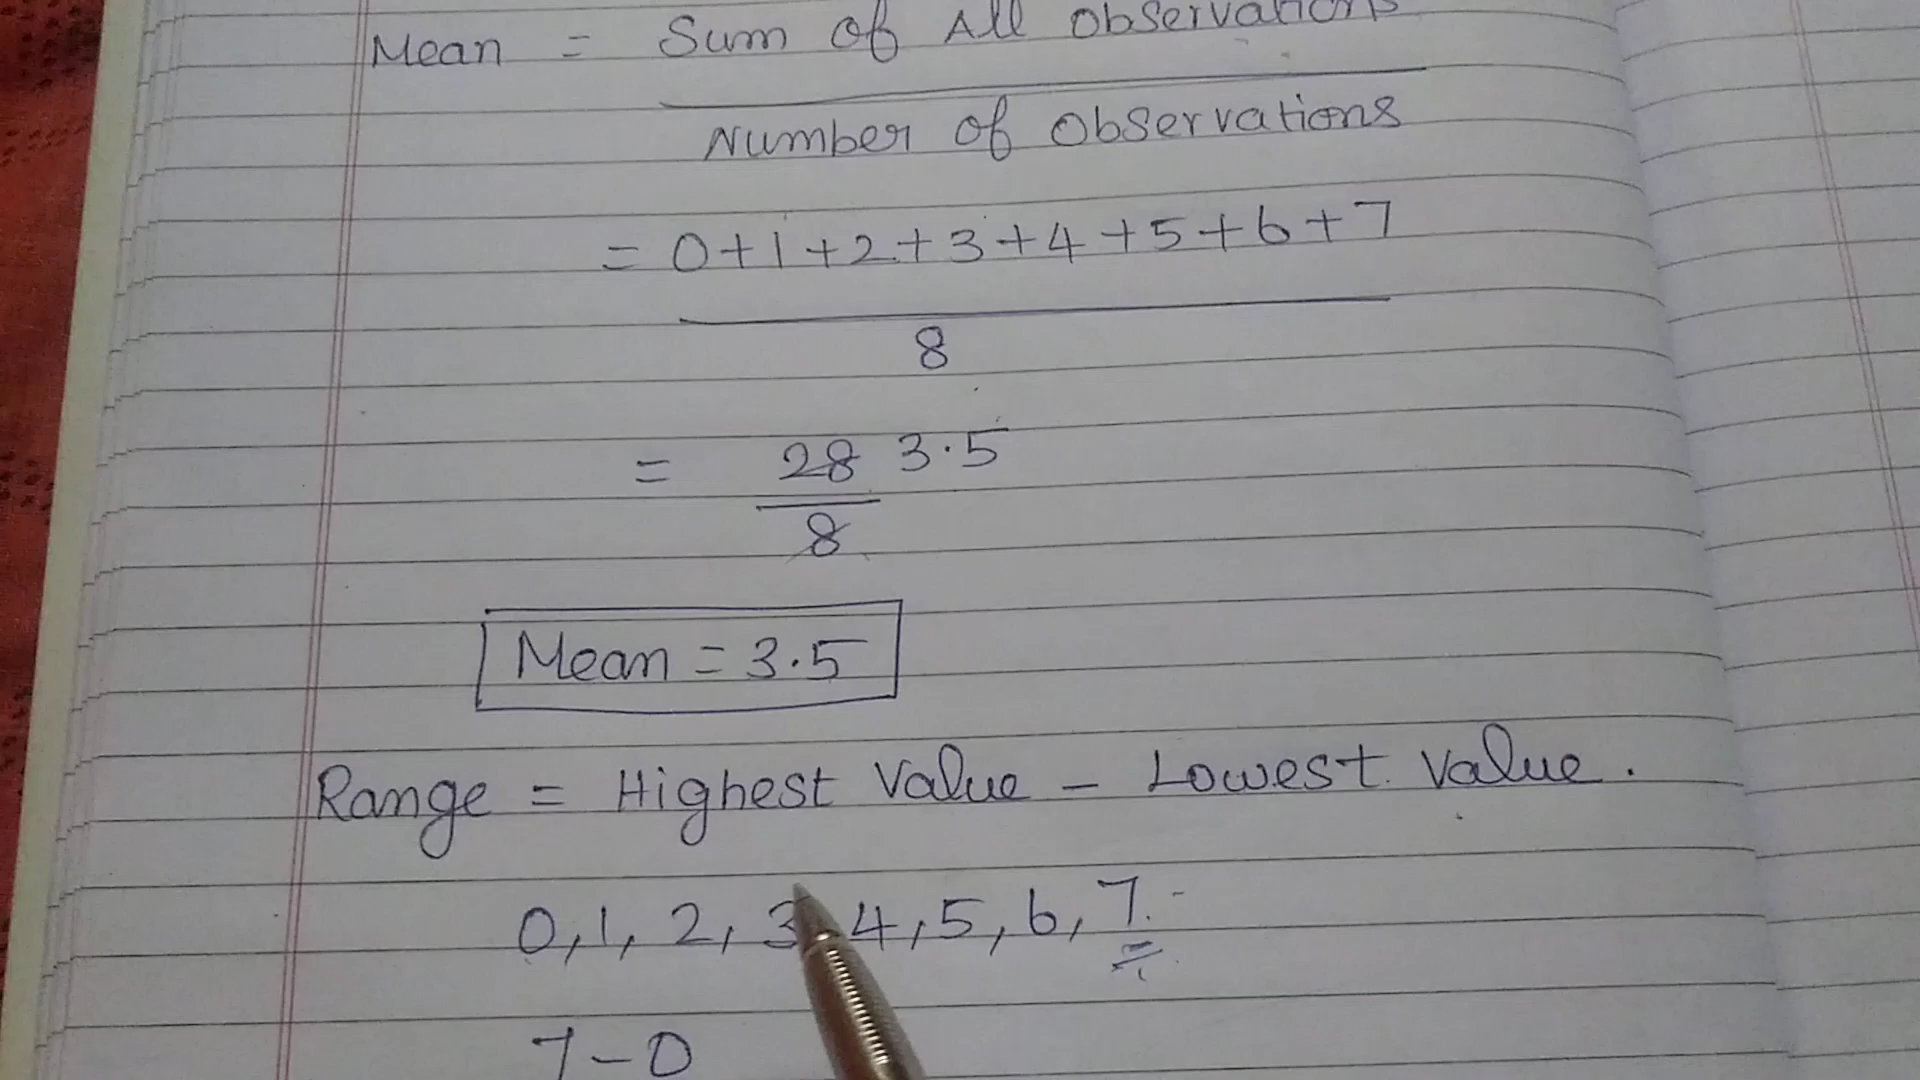 Mean = Sum of All Observations
Number of Observations
= 0+1+2+3+4+5+6+7
8
= 28 3.5
8
Mean = 3.5
Range = Highest Value - Lowest Value.
0,1, 2, 3 4,5, 6, 7.
7-0